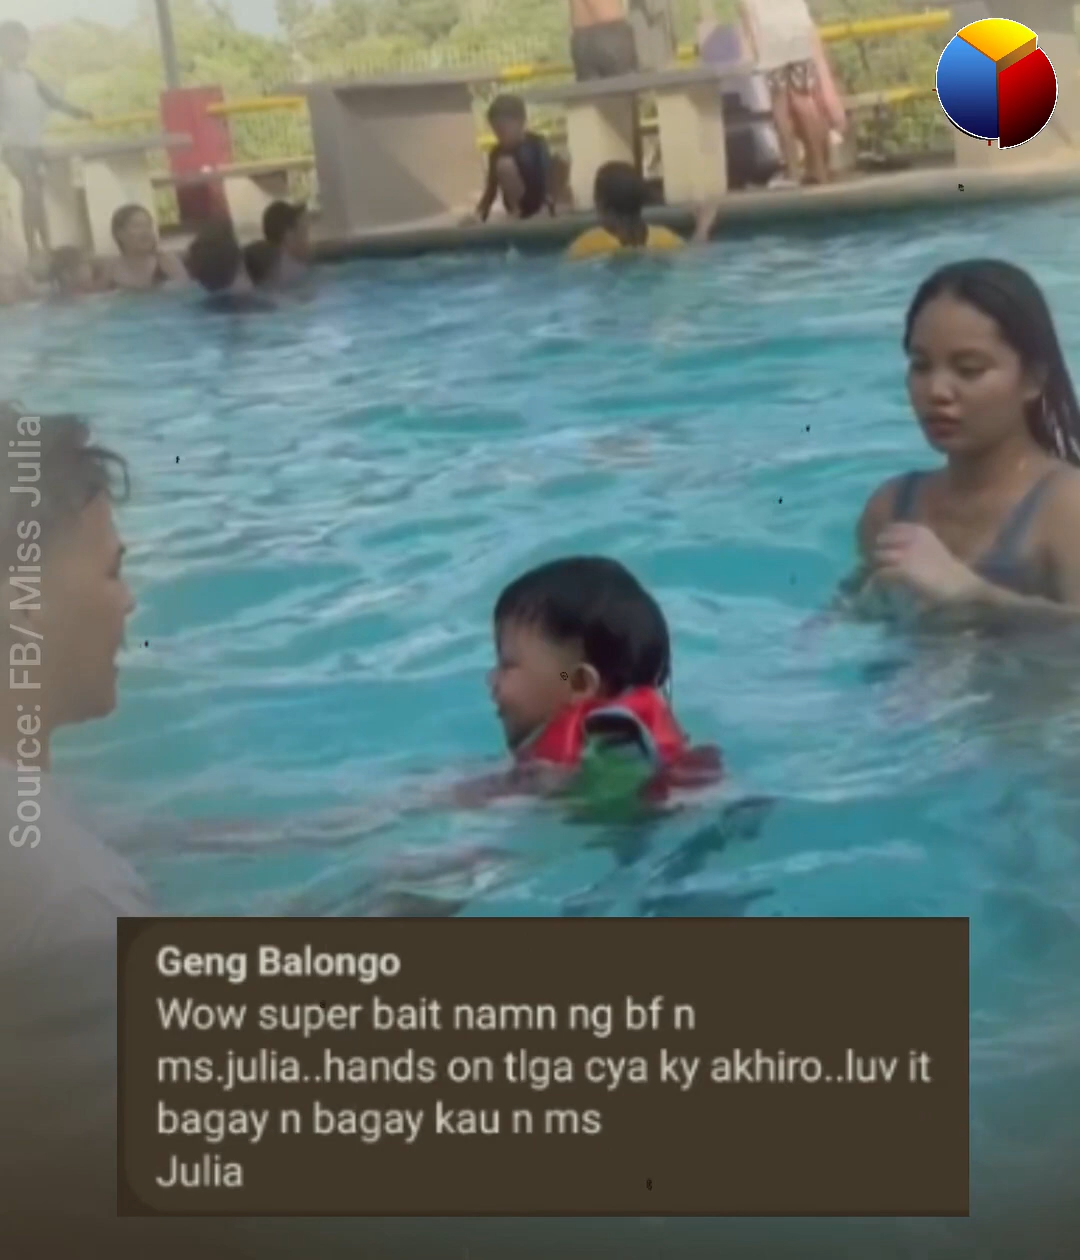 Source: FB/ Miss Julia
Geng Balongo
Wow super bait namn ng bf n
ms.julia..hands on tlga cya ky akhiro..luv it
bagay n bagay kau n ms
Julia